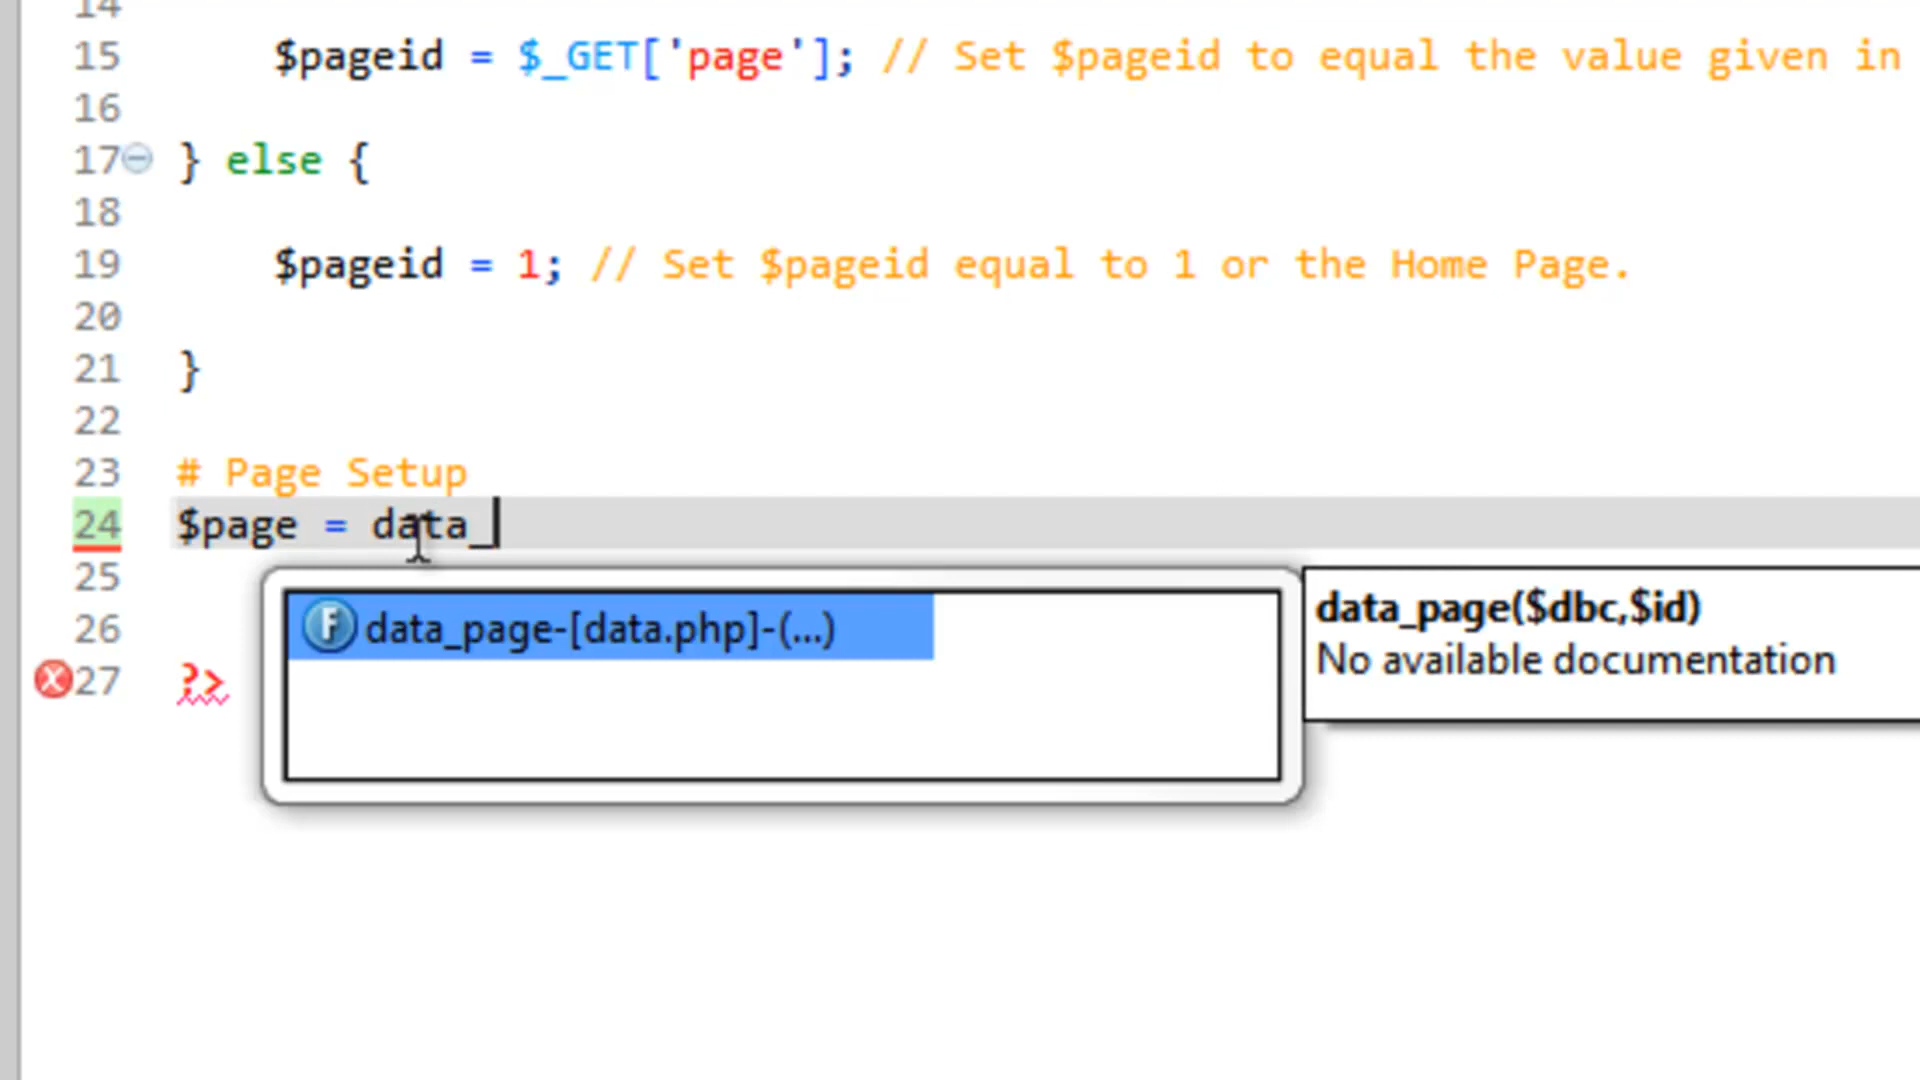 14
15 $pageid = $_GET['page']; // Set $pageid to equal the value given in
16
17 } else {
18
19 $pageid = 1; // Set $pageid equal to 1 or the Home Page.
20
21 }
22
23 # Page Setup
24 $page = data_
25
26
27 ?>
data_page-[data.php]-(...)
data_page($dbc,$id)
No available documentation